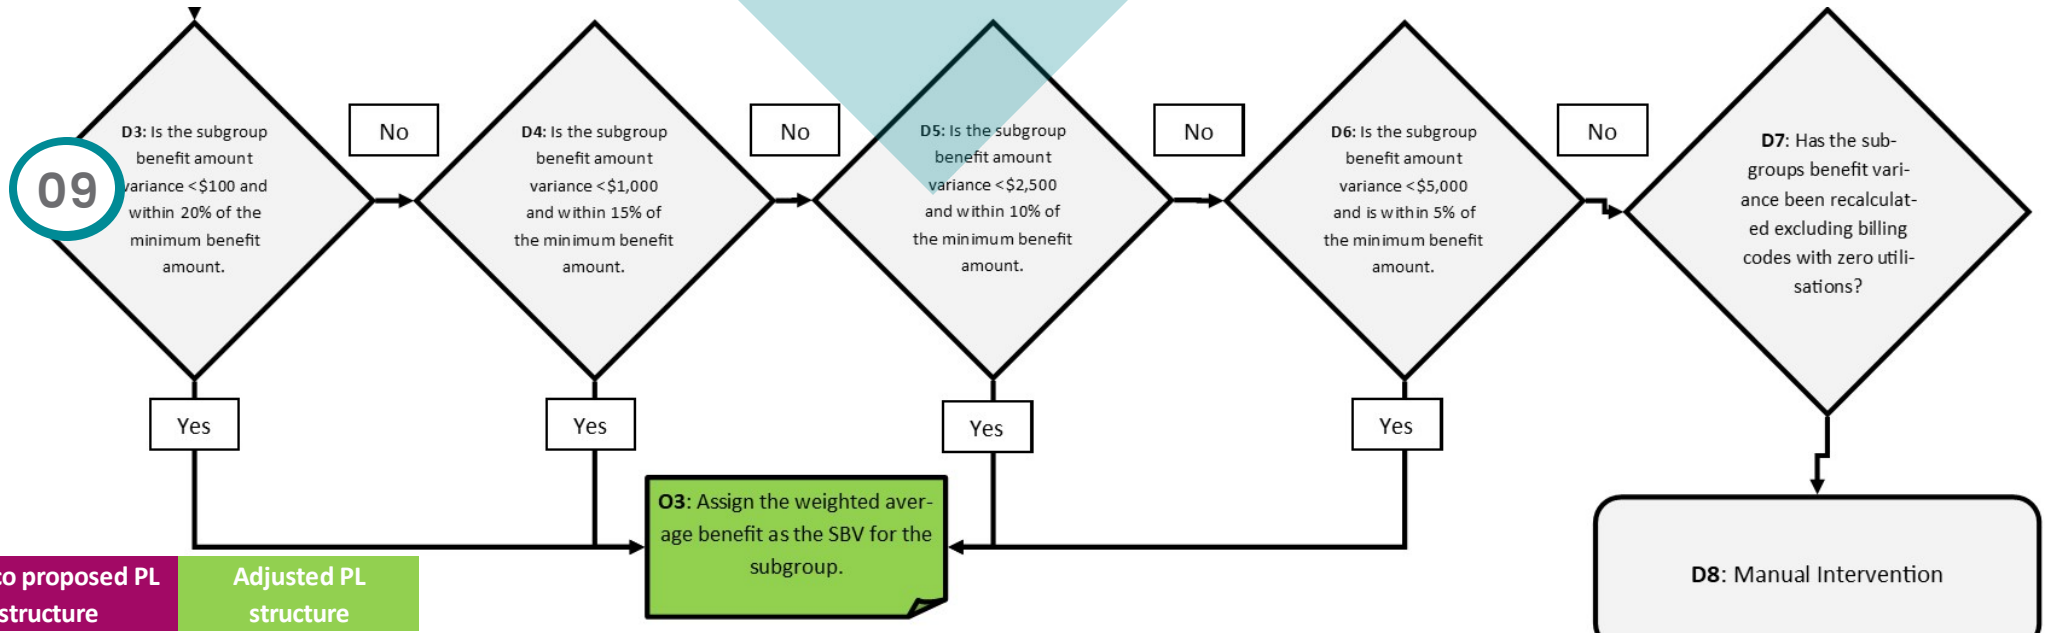 09
D3: Is the subgroup
benefit amount
variance <$100 and
within 20% of the
minimum benefit
amount.
No
D4: Is the subgroup
benefit amount
variance <$1,000
and within 15% of
the minimum benefit
amount.
No
D5: Is the subgroup
benefit amount
variance <$2,500
and within 10% of
the minimum benefit
amount.
No
D6: Is the subgroup
benefit amount
variance <$5,000
and is within 5% of
the minimum benefit
amount.
No
D7: Has the sub-
groups benefit vari-
ance been recalculat-
ed excluding billing
codes with zero utili-
sations?
Yes
Yes
Yes
Yes
O3: Assign the weighted aver-
age benefit as the SBV for the
subgroup.
D8: Manual Intervention
proposed PL
structure
Adjusted PL
structure